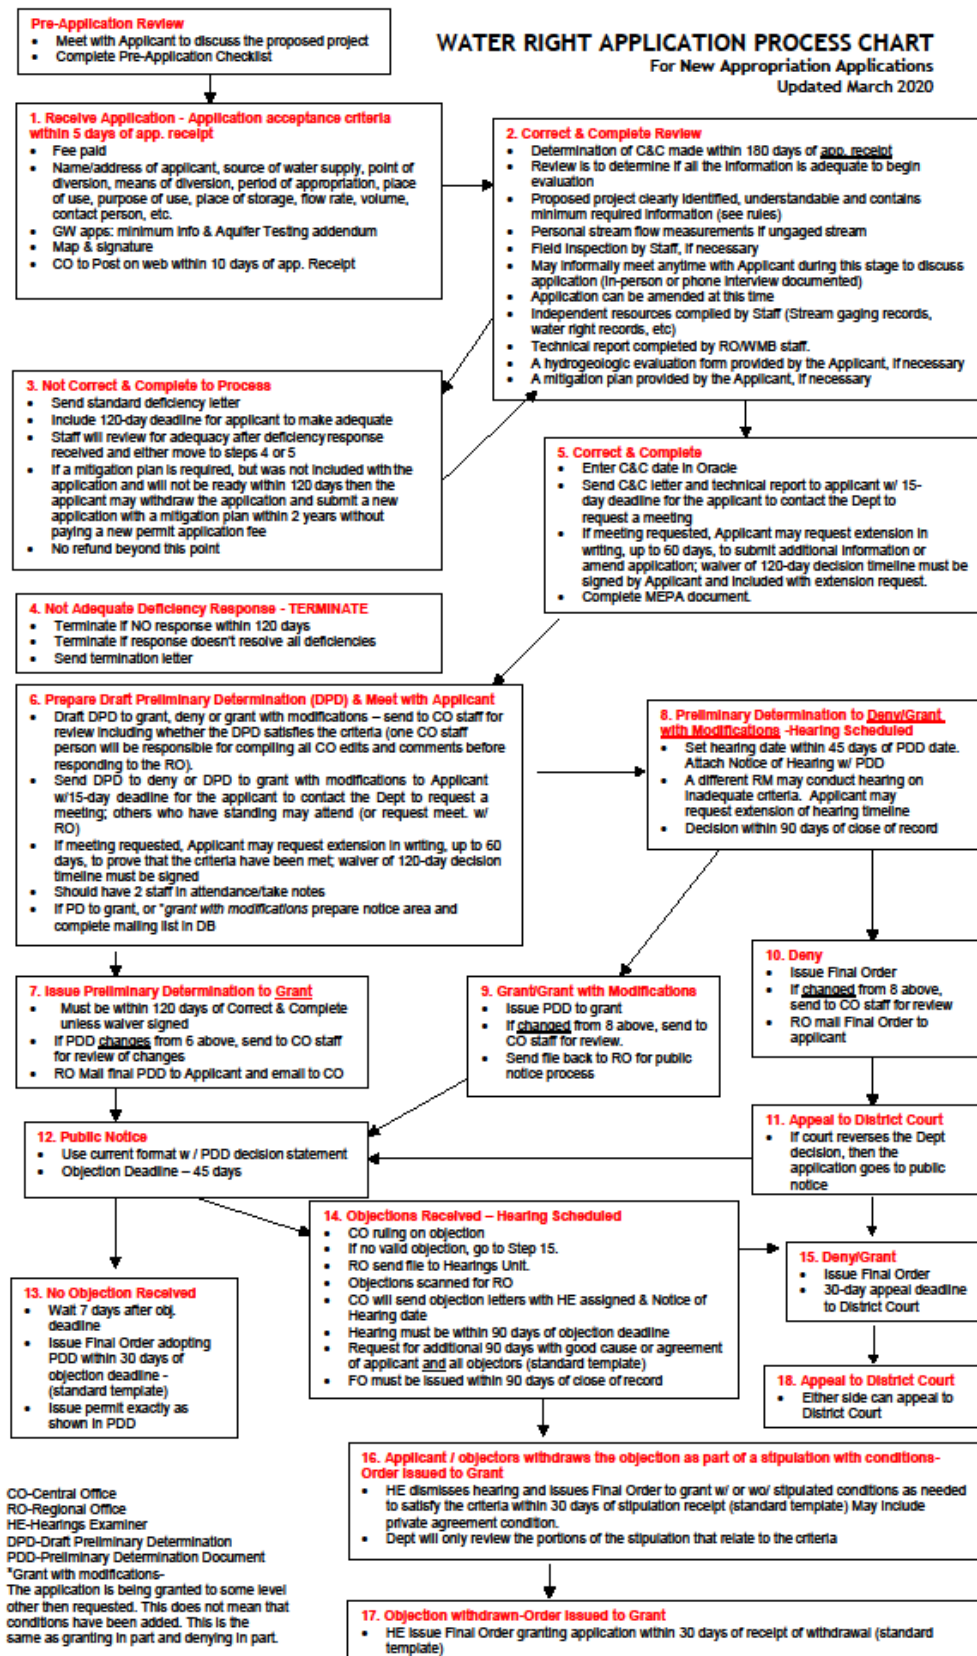 Pre-Application Review
• Meet with Applicant to discuss the proposed project
• Complete Pre-Application Checklist
WATER RIGHT APPLICATION PROCESS CHART
For New Appropriation Applications
Updated March 2020
1. Receive Application - Application acceptance criteria
within 5 days of app. receipt
• Fee paid
• Name/address of applicant, source of water supply, point of
diversion, means of diversion, period of appropriation, place
of use, purpose of use, place of storage, flow rate, volume,
contact person, etc.
• GW apps: minimum info & Aquifer Testing addendum
• Map & signature
• CO to Post on web within 10 days of app. Receipt
2. Correct & Complete Review
• Determination of C&C made within 180 days of app. receipt
• Review is to determine if all the information is adequate to begin
evaluation
• Proposed project clearly identified, understandable and contains
minimum required information (see rules)
• Personal stream flow measurements if ungaged stream
• Field Inspection by Staff, if necessary
• May informally meet anytime with Applicant during this stage to discuss
application (in-person or phone interview documented)
• Application can be amended at this time
• Independent resources compiled by Staff (Stream gaging records,
water right records, etc)
• Technical report completed by RO/WMB staff.
• A hydrogeologic evaluation form provided by the Applicant, if necessary
• A mitigation plan provided by the Applicant, if necessary
3. Not Correct & Complete to Process
• Send standard deficiency letter
• Include 120-day deadline for applicant to make adequate
• Staff will review for adequacy after deficiency response
received and either move to steps 4 or 5
• If a mitigation plan is required, but was not included with the
application and will not be ready within 120 days then the
applicant may withdraw the application and submit a new
application with a mitigation plan within 2 years without
paying a new permit application fee
• No refund beyond this point
5. Correct & Complete
• Enter C&C date in Oracle
• Send C&C letter and technical report to applicant w/ 15-
day deadline for the applicant to contact the Dept to
request a meeting
• If meeting requested, Applicant may request extension in
writing, up to 60 days, to submit additional information or
amend application; waiver of 120-day decision timeline must be
signed by Applicant and included with extension request.
• Complete MEPA document.
4. Not Adequate Deficiency Response - TERMINATE
• Terminate if NO response within 120 days
• Terminate if response doesn't resolve all deficiencies
• Send termination letter
6. Prepare Draft Preliminary Determination (DPD) & Meet with Applicant
• Draft DPD to grant, deny or grant with modifications – send to CO staff for
review including whether the DPD satisfies the criteria (one CO staff
person will be responsible for compiling all CO edits and comments before
responding to the RO).
• Send DPD to deny or DPD to grant with modifications to Applicant
w/15-day deadline for the applicant to contact the Dept to request a
meeting; others who have standing may attend (or request meet. w/
RO)
• If meeting requested, Applicant may request extension in writing, up to 60
days, to prove that the criteria have been met; waiver of 120-day decision
timeline must be signed
• Should have 2 staff in attendance/take notes
• If PD to grant, or *grant with modifications prepare notice area and
complete mailing list in DB
8. Preliminary Determination to Deny/Grant
with Modifications -Hearing Scheduled
• Set hearing date within 45 days of PDD date.
Attach Notice of Hearing w/ PDD
• A different RM may conduct hearing on
inadequate criteria. Applicant may
request extension of hearing timeline
• Decision within 90 days of close of record
7. Issue Preliminary Determination to Grant
• Must be within 120 days of Correct & Complete
unless waiver signed
• If PDD changes from 6 above, send to CO staff
for review of changes
• RO Mail final PDD to Applicant and email to CO
9. Grant/Grant with Modifications
• Issue PDD to grant
• If changed from 8 above, send to
CO staff for review.
• Send file back to RO for public
notice process
10. Deny
• Issue Final Order
• If changed from 8 above,
send to CO staff for review
• RO mail Final Order to
applicant
11. Appeal to District Court
• If court reverses the Dept
decision, then the
application goes to public
notice
12. Public Notice
• Use current format w / PDD decision statement
• Objection Deadline – 45 days
14. Objections Received – Hearing Scheduled
• CO ruling on objection
• If no valid objection, go to Step 15.
• RO send file to Hearings Unit.
• Objections scanned for RO
• CO will send objection letters with HE assigned & Notice of
Hearing date
• Hearing must be within 90 days of objection deadline
• Request for additional 90 days with good cause or agreement
of applicant and all objectors (standard template)
• FO must be issued within 90 days of close of record
15. Deny/Grant
• Issue Final Order
• 30-day appeal deadline
to District Court
13. No Objection Received
• Wait 7 days after obj.
deadline
• Issue Final Order adopting
PDD within 30 days of
objection deadline -
(standard template)
• Issue permit exactly as
shown in PDD
18. Appeal to District Court
• Either side can appeal to
District Court
16. Applicant / objectors withdraws the objection as part of a stipulation with conditions-
Order Issued to Grant
• HE dismisses hearing and issues Final Order to grant w/ or wo/ stipulated conditions as needed
to satisfy the criteria within 30 days of stipulation receipt (standard template) May include
private agreement condition.
• Dept will only review the portions of the stipulation that relate to the criteria
CO-Central Office
RO-Regional Office
HE-Hearings Examiner
DPD-Draft Preliminary Determination
PDD-Preliminary Determination Document
*Grant with modifications-
The application is being granted to some level
other then requested. This does not mean that
conditions have been added. This is the
same as granting in part and denying in part.
17. Objection withdrawn-Order Issued to Grant
• HE Issue Final Order granting application within 30 days of receipt of withdrawal (standard
template)